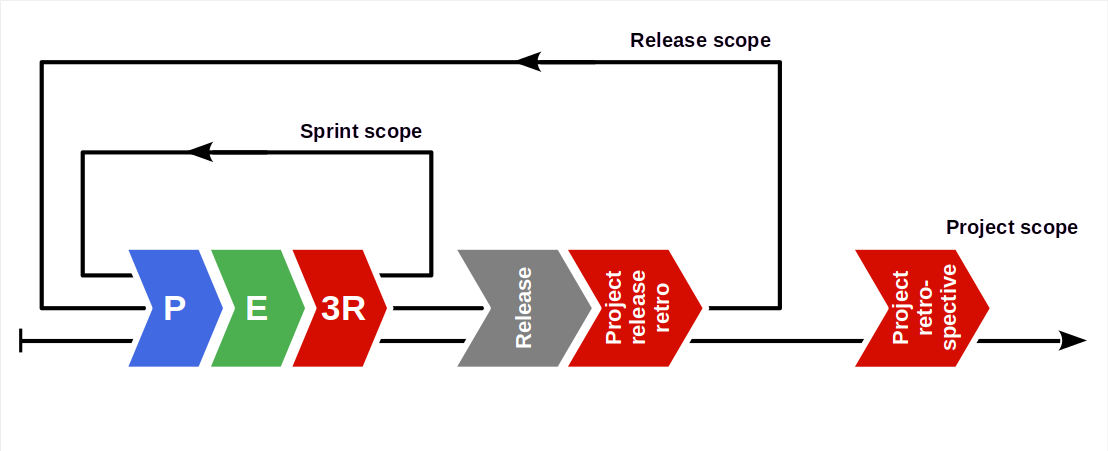 Release scope
Sprint scope
Project scope
P
E
3R
Release
Project
release
retro
Project
retro-
spective